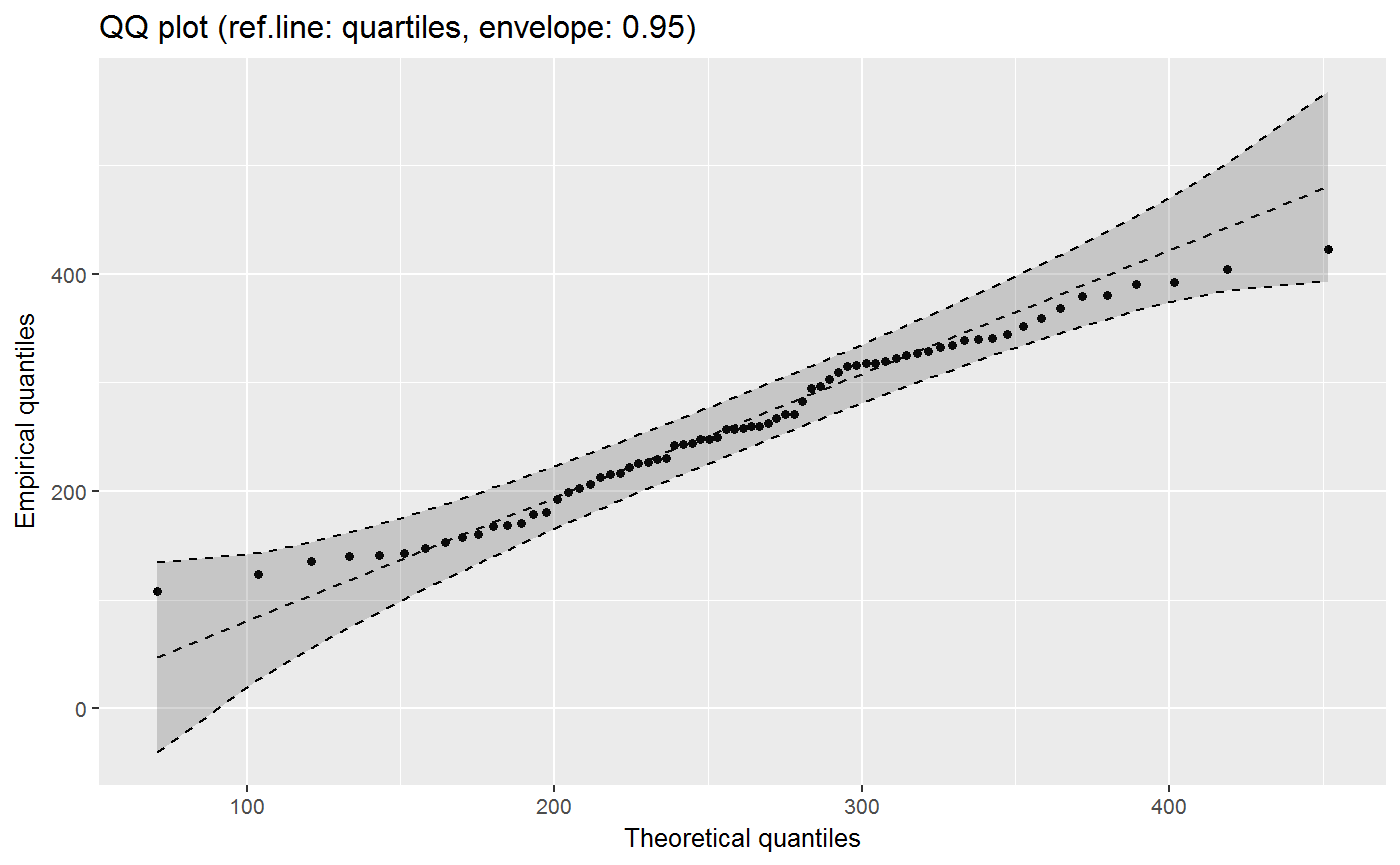 QQ plot (ref.line: quartiles, envelope: 0.95)
Empirical quantiles
400
200
0
100 200 300 400
Theoretical quantiles